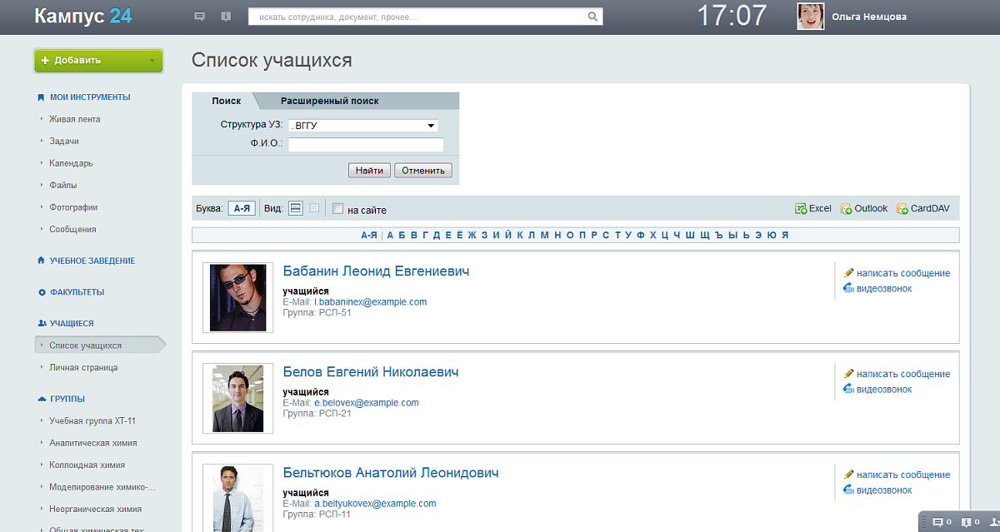 Кампус 24
искать сотрудника, документ, прочее...
17:07
Ольга Немцова
Добавить
Список учащихся
МОИ ИНСТРУМЕНТЫ
Живая лента
Задачи
Календарь
Файлы
Фотографии
Сообщения
УЧЕБНОЕ ЗАВЕДЕНИЕ
ФАКУЛЬТЕТЫ
УЧАЩИЕСЯ
Список учащихся
Личная страница
ГРУППЫ
Учебная группа ХТ-11
Аналитическая химия
Коллоидная химия
Моделирование химико-...
Неорганическая химия
Общая химическая тех
Поиск Расширенный поиск
Структура УЗ: . ВГГУ
Ф.И.О.:
Найти Отменить
Буква: А-Я Вид: на сайте Excel Outlook CardDAV
А-Я | А Б В Г Д Е Ё Ж З И Й К Л М Н О П Р С Т У Ф Х Ц Ч Ш Щ Ъ Ы Ь Э Ю Я
Бабанин Леонид Евгениевич
учащийся
E-Mail: l.babaninex@example.com
Группа: РСП-51
написать сообщение
видеозвонок
Белов Евгений Николаевич
учащийся
E-Mail: e.belovex@example.com
Группа: РСП-21
написать сообщение
видеозвонок
Бельтюков Анатолий Леонидович
учащийся
E-Mail: a.beltyukovex@example.com
Группа: РСП-11
написать сообщение
видеозвонок
0 0